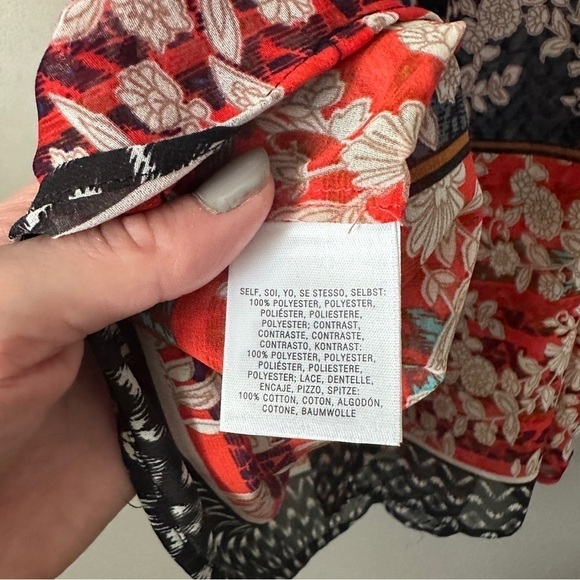 SELF, SOI, YO, SE STESSO, SELBST:
100% POLYESTER, POLYESTER,
POLIÉSTER, POLIESTERE,
POLYESTER; CONTRAST,
CONTRASTE, CONTRASTE,
CONTRASTO, KONTRAST:
100% POLYESTER, POLYESTER,
POLIÉSTER, POLIESTERE,
POLYESTER; LACE, DENTELLE,
ENCAJE, PIZZO, SPITZE:
100% COTTON, COTON, ALGODÓN,
COTONE, BAUMWOLLE